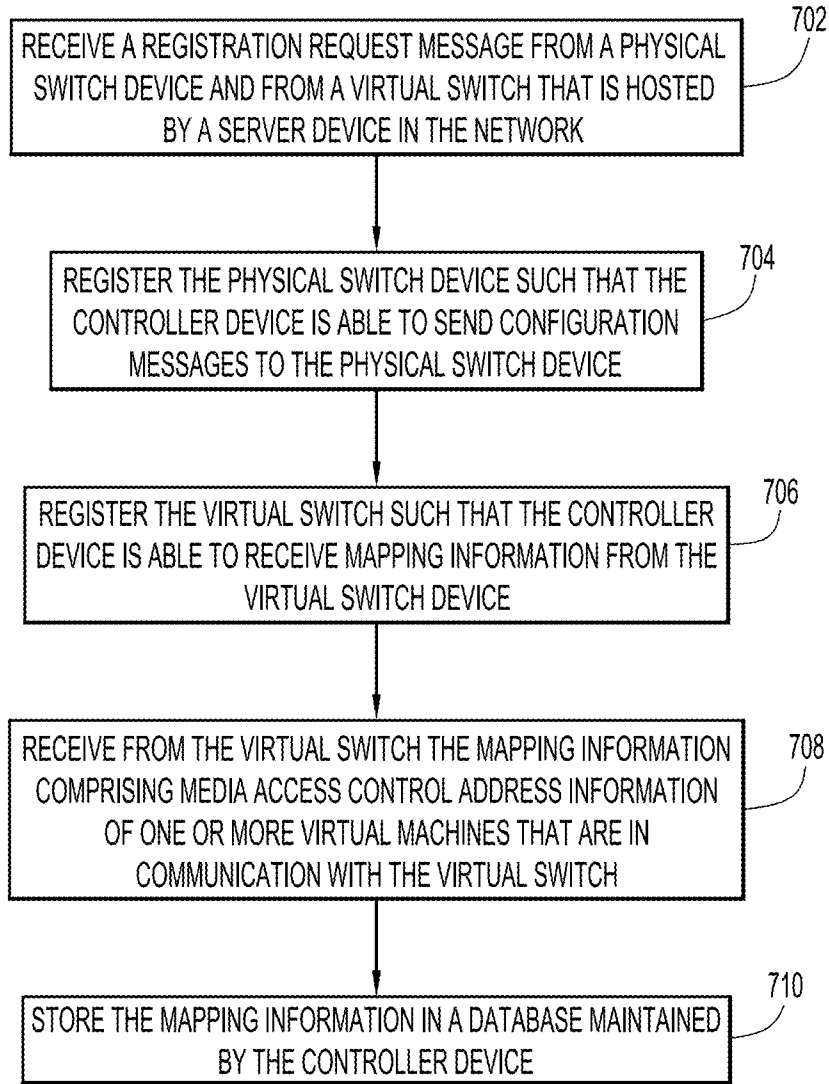 702
RECEIVE A REGISTRATION REQUEST MESSAGE FROM A PHYSICAL
SWITCH DEVICE AND FROM A VIRTUAL SWITCH THAT IS HOSTED
BY A SERVER DEVICE IN THE NETWORK
704
REGISTER THE PHYSICAL SWITCH DEVICE SUCH THAT THE
CONTROLLER DEVICE IS ABLE TO SEND CONFIGURATION
MESSAGES TO THE PHYSICAL SWITCH DEVICE
706
REGISTER THE VIRTUAL SWITCH SUCH THAT THE CONTROLLER
DEVICE IS ABLE TO RECEIVE MAPPING INFORMATION FROM THE
VIRTUAL SWITCH DEVICE
708
RECEIVE FROM THE VIRTUAL SWITCH THE MAPPING INFORMATION
COMPRISING MEDIA ACCESS CONTROL ADDRESS INFORMATION
OF ONE OR MORE VIRTUAL MACHINES THAT ARE IN
COMMUNICATION WITH THE VIRTUAL SWITCH
710
STORE THE MAPPING INFORMATION IN A DATABASE MAINTAINED
BY THE CONTROLLER DEVICE